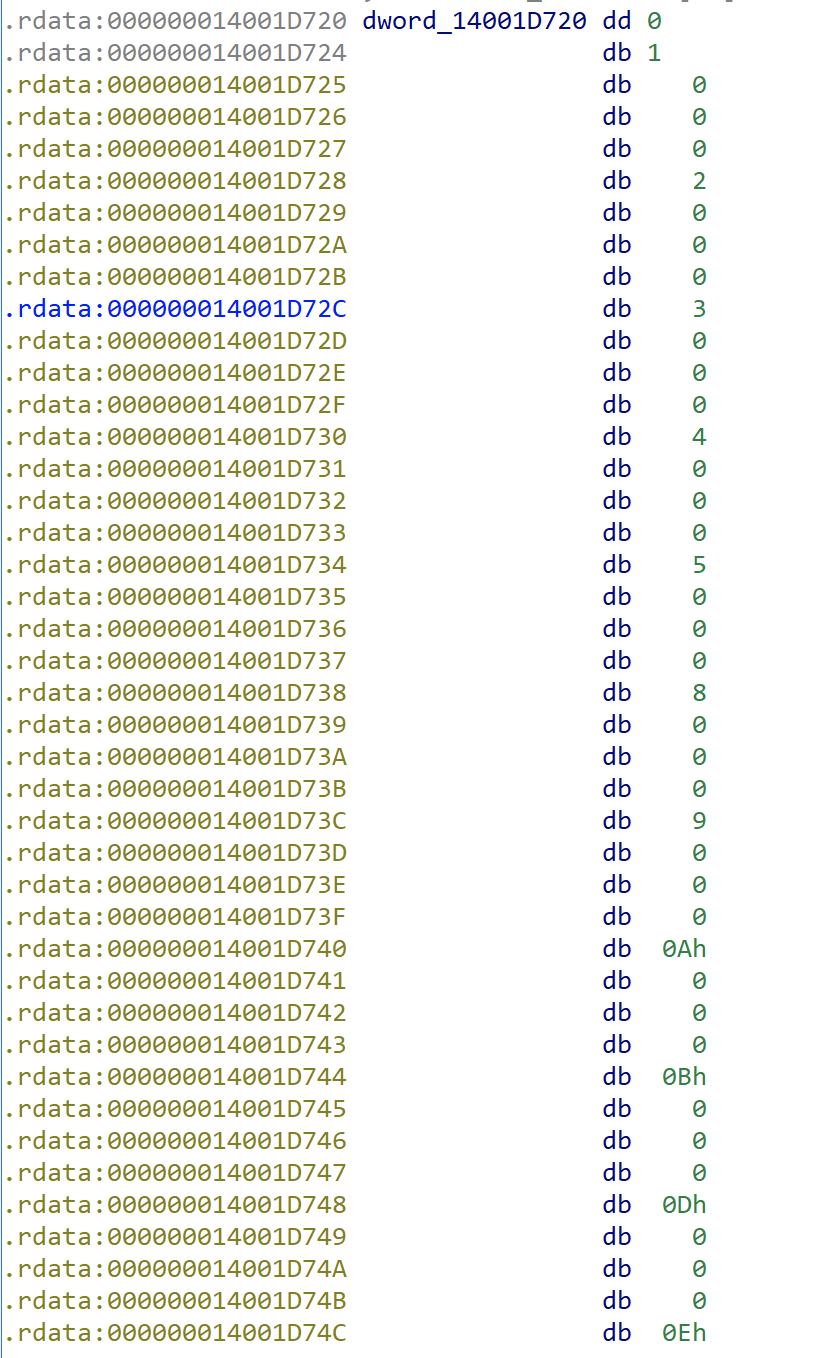 .rdata:000000014001D720 dword_14001D720 dd 0
.rdata:000000014001D724 db 1
.rdata:000000014001D725 db 0
.rdata:000000014001D726 db 0
.rdata:000000014001D727 db 0
.rdata:000000014001D728 db 2
.rdata:000000014001D729 db 0
.rdata:000000014001D72A db 0
.rdata:000000014001D72B db 0
.rdata:000000014001D72C db 3
.rdata:000000014001D72D db 0
.rdata:000000014001D72E db 0
.rdata:000000014001D72F db 0
.rdata:000000014001D730 db 4
.rdata:000000014001D731 db 0
.rdata:000000014001D732 db 0
.rdata:000000014001D733 db 0
.rdata:000000014001D734 db 5
.rdata:000000014001D735 db 0
.rdata:000000014001D736 db 0
.rdata:000000014001D737 db 0
.rdata:000000014001D738 db 8
.rdata:000000014001D739 db 0
.rdata:000000014001D73A db 0
.rdata:000000014001D73B db 0
.rdata:000000014001D73C db 9
.rdata:000000014001D73D db 0
.rdata:000000014001D73E db 0
.rdata:000000014001D73F db 0
.rdata:000000014001D740 db 0Ah
.rdata:000000014001D741 db 0
.rdata:000000014001D742 db 0
.rdata:000000014001D743 db 0
.rdata:000000014001D744 db 0Bh
.rdata:000000014001D745 db 0
.rdata:000000014001D746 db 0
.rdata:000000014001D747 db 0
.rdata:000000014001D748 db 0Dh
.rdata:000000014001D749 db 0
.rdata:000000014001D74A db 0
.rdata:000000014001D74B db 0
.rdata:000000014001D74C db 0Eh